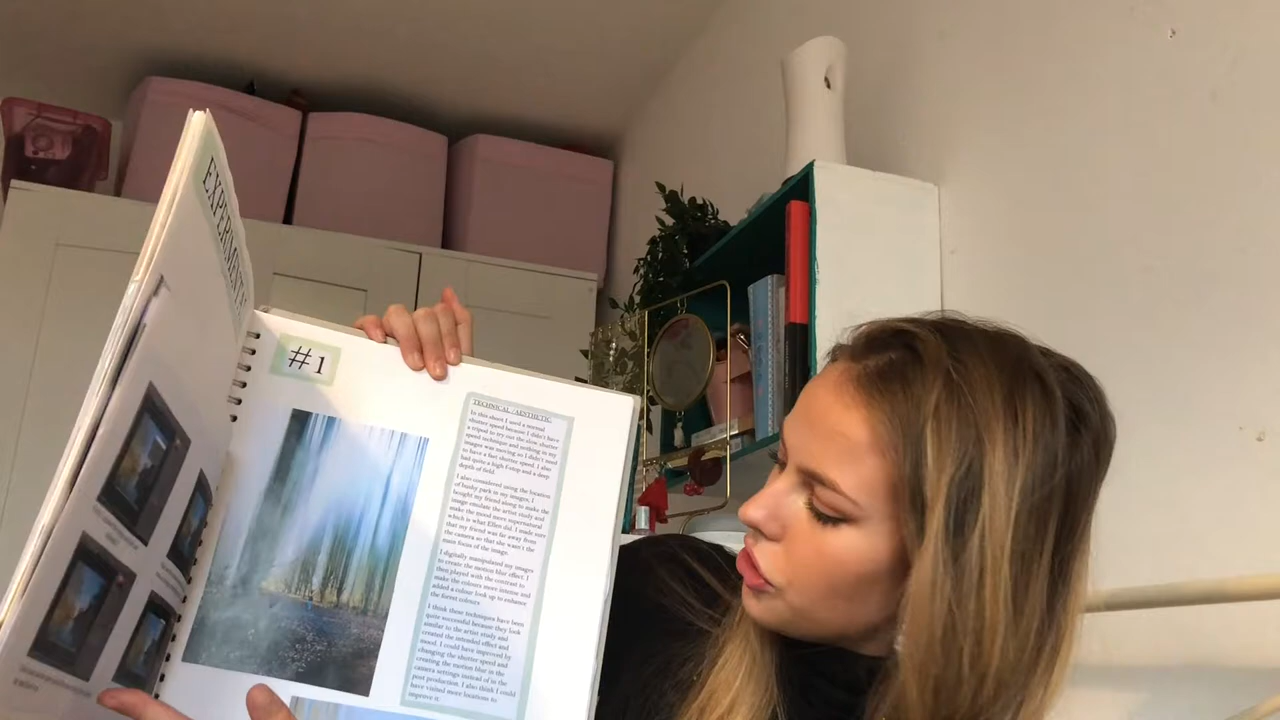 EXPERIMENTA
#1
TECHNICAL /AESTHETIC:
In this shoot I used a normal
shutter speed because I didn't have
a tripod to try out the slow shutter
speed technique and nothing in my
images was moving so I didn't need
to have a fast shutter speed. I also
had quite a high f-stop and a deep
depth of field.
I also considered using the location
of bushy park in my images, I
bought my friend along to make the
image emulate the artist study and
make the mood more supernatural
which is what Ellen did. I made sure
that my friend was far away from
the camera so that she wasn't the
main focus of the image.
I digitally manipulated my images
to create the motion blur effect. I
then played with the contrast to
make the colours more intense and
added a colour look up to enhance
the forest colours
I think these techniques have been
quite successful because they look
similar to the artist study and
created the intended effect and
mood. I could have improved by
changing the shutter speed and
creating the motion blur in the
camera settings instead of in the
post production. I also think I could
have visited more locations to
improve it.